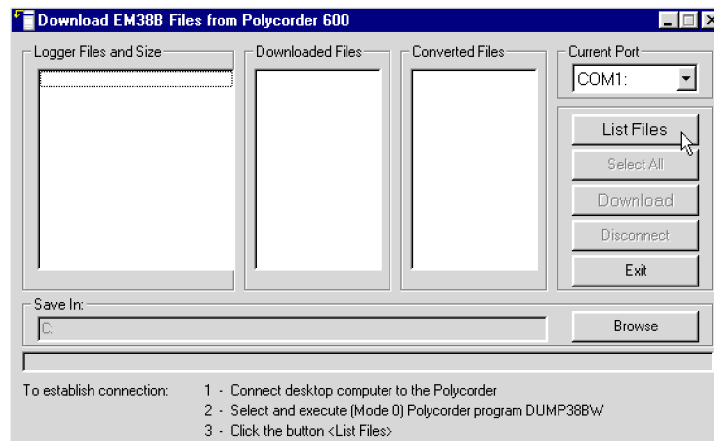 Download EM38B Files from Polycorder 600
Logger Files and Size
Downloaded Files
Converted Files
Current Port
COM1:
List Files
Select All
Download
Disconnect
Exit
Save In:
C:
Browse
To establish connection: 1 - Connect desktop computer to the Polycorder
2 - Select and execute (Mode 0) Polycorder program DUMP38BW
3 - Click the button <List Files>